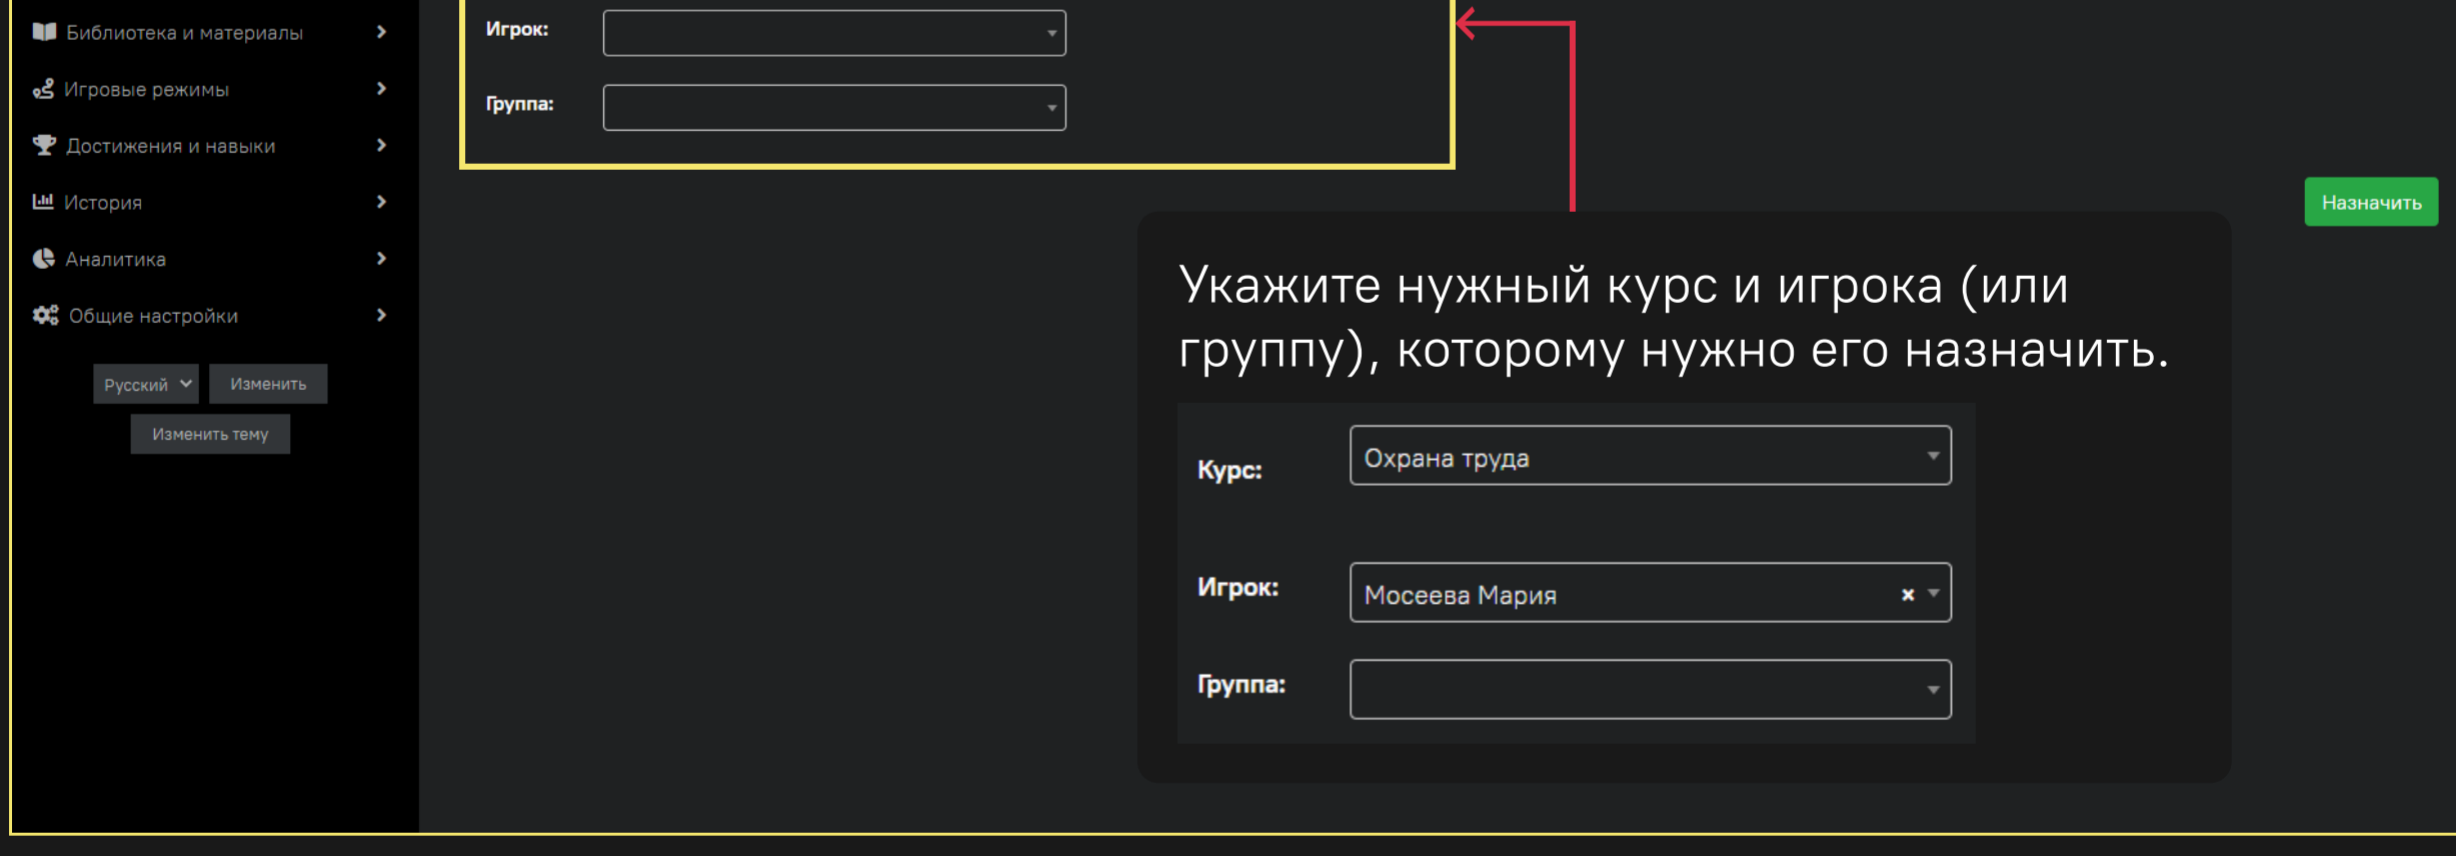 Библиотека и материалы
Игровые режимы
Достижения и навыки
История
Аналитика
Общие настройки
Русский
Изменить
Изменить тему
Игрок:
Группа:
Назначить
Укажите нужный курс и игрока (или
группу), которому нужно его назначить.
Курс: Охрана труда
Игрок: Мосеева Мария
Группа: